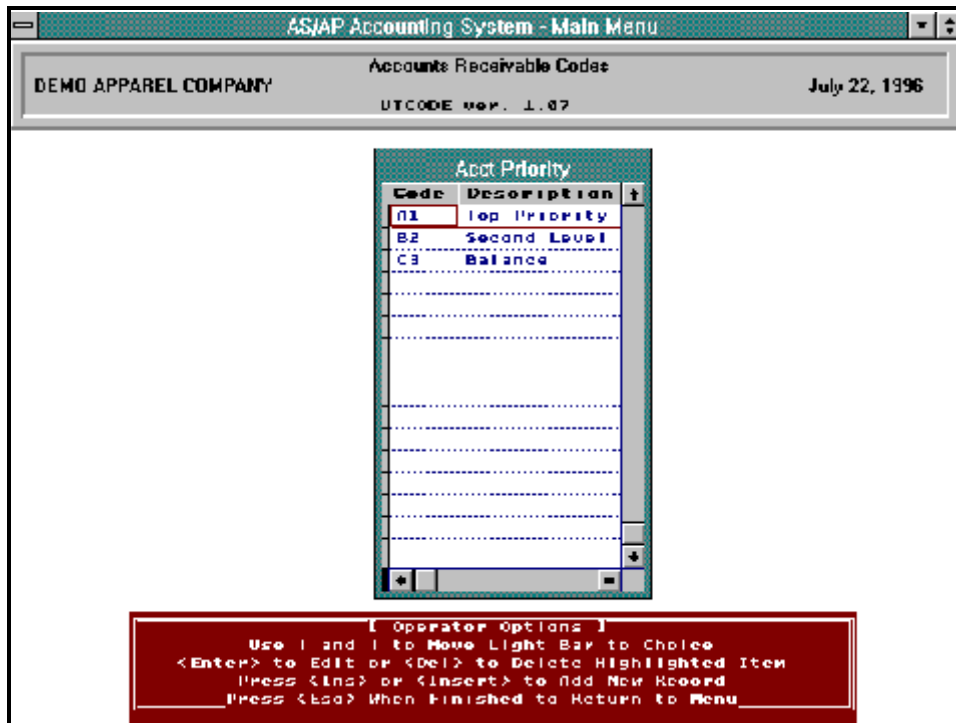 AS/AP Accounting System - Main Menu
Accounts Receivable Codes
DEMO APPAREL COMPANY
July 22, 1996
UTCODE ver. 1.07
Acct Priority
Code Description
A1 Top Priority
B2 Second Level
C3 Balance
[ Operator Options ]
Use and to Move Light Bar to Choice
<Enter> to Edit or <Del> to Delete Highlighted Item
Press <Ins> or <Insert> to Add New Record
Press <Esc> When Finished to Return to Menu